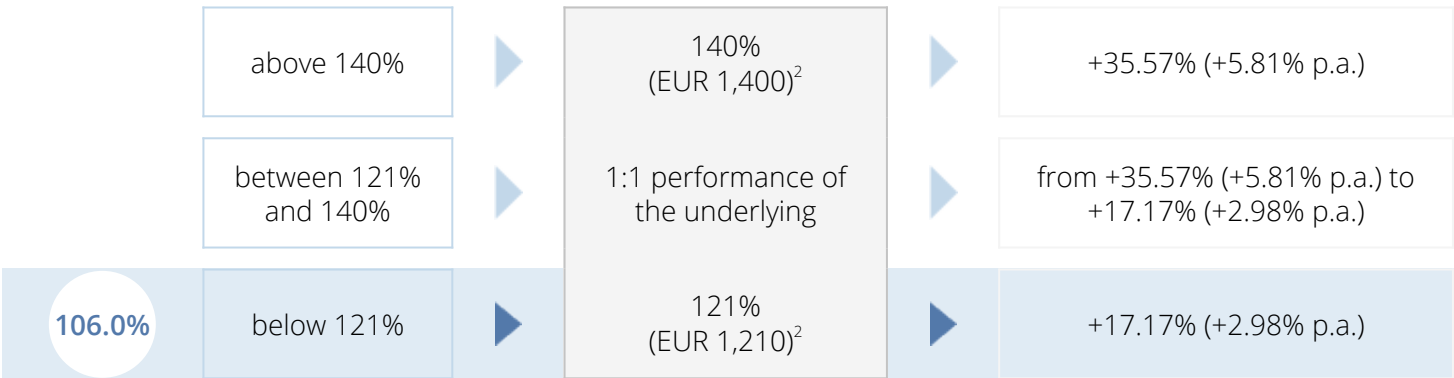 above 140%
140%
(EUR 1,400)²
+35.57% (+5.81% p.a.)
between 121%
and 140%
1:1 performance of
the underlying
from +35.57% (+5.81% p.a.) to
+17.17% (+2.98% p.a.)
106.0%
below 121%
121%
(EUR 1,210)²
+17.17% (+2.98% p.a.)